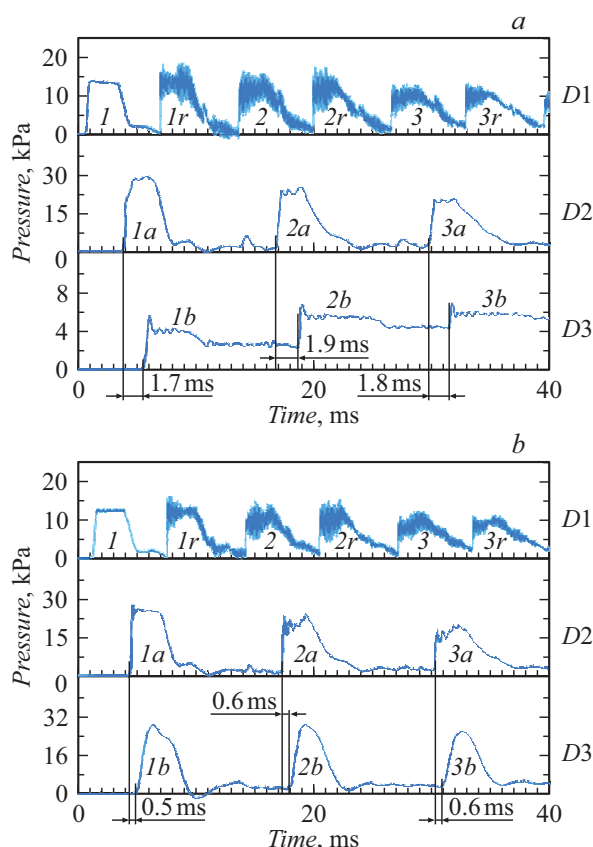 a
20
10
0
1
1r
2
2r
3
3r
D1
Pressure, kPa
30
15
0
1a
2a
3a
D2
8
4
0
1b
2b
3b
D3
1.9 ms
1.7 ms
1.8 ms
0
20
40
Time, ms
b
20
10
0
1
1r
2
2r
3
3r
D1
Pressure, kPa
30
15
0
1a
2a
3a
D2
0.6 ms
32
16
0
1b
2b
3b
D3
0.5 ms
0.6 ms
0
20
40
Time, ms